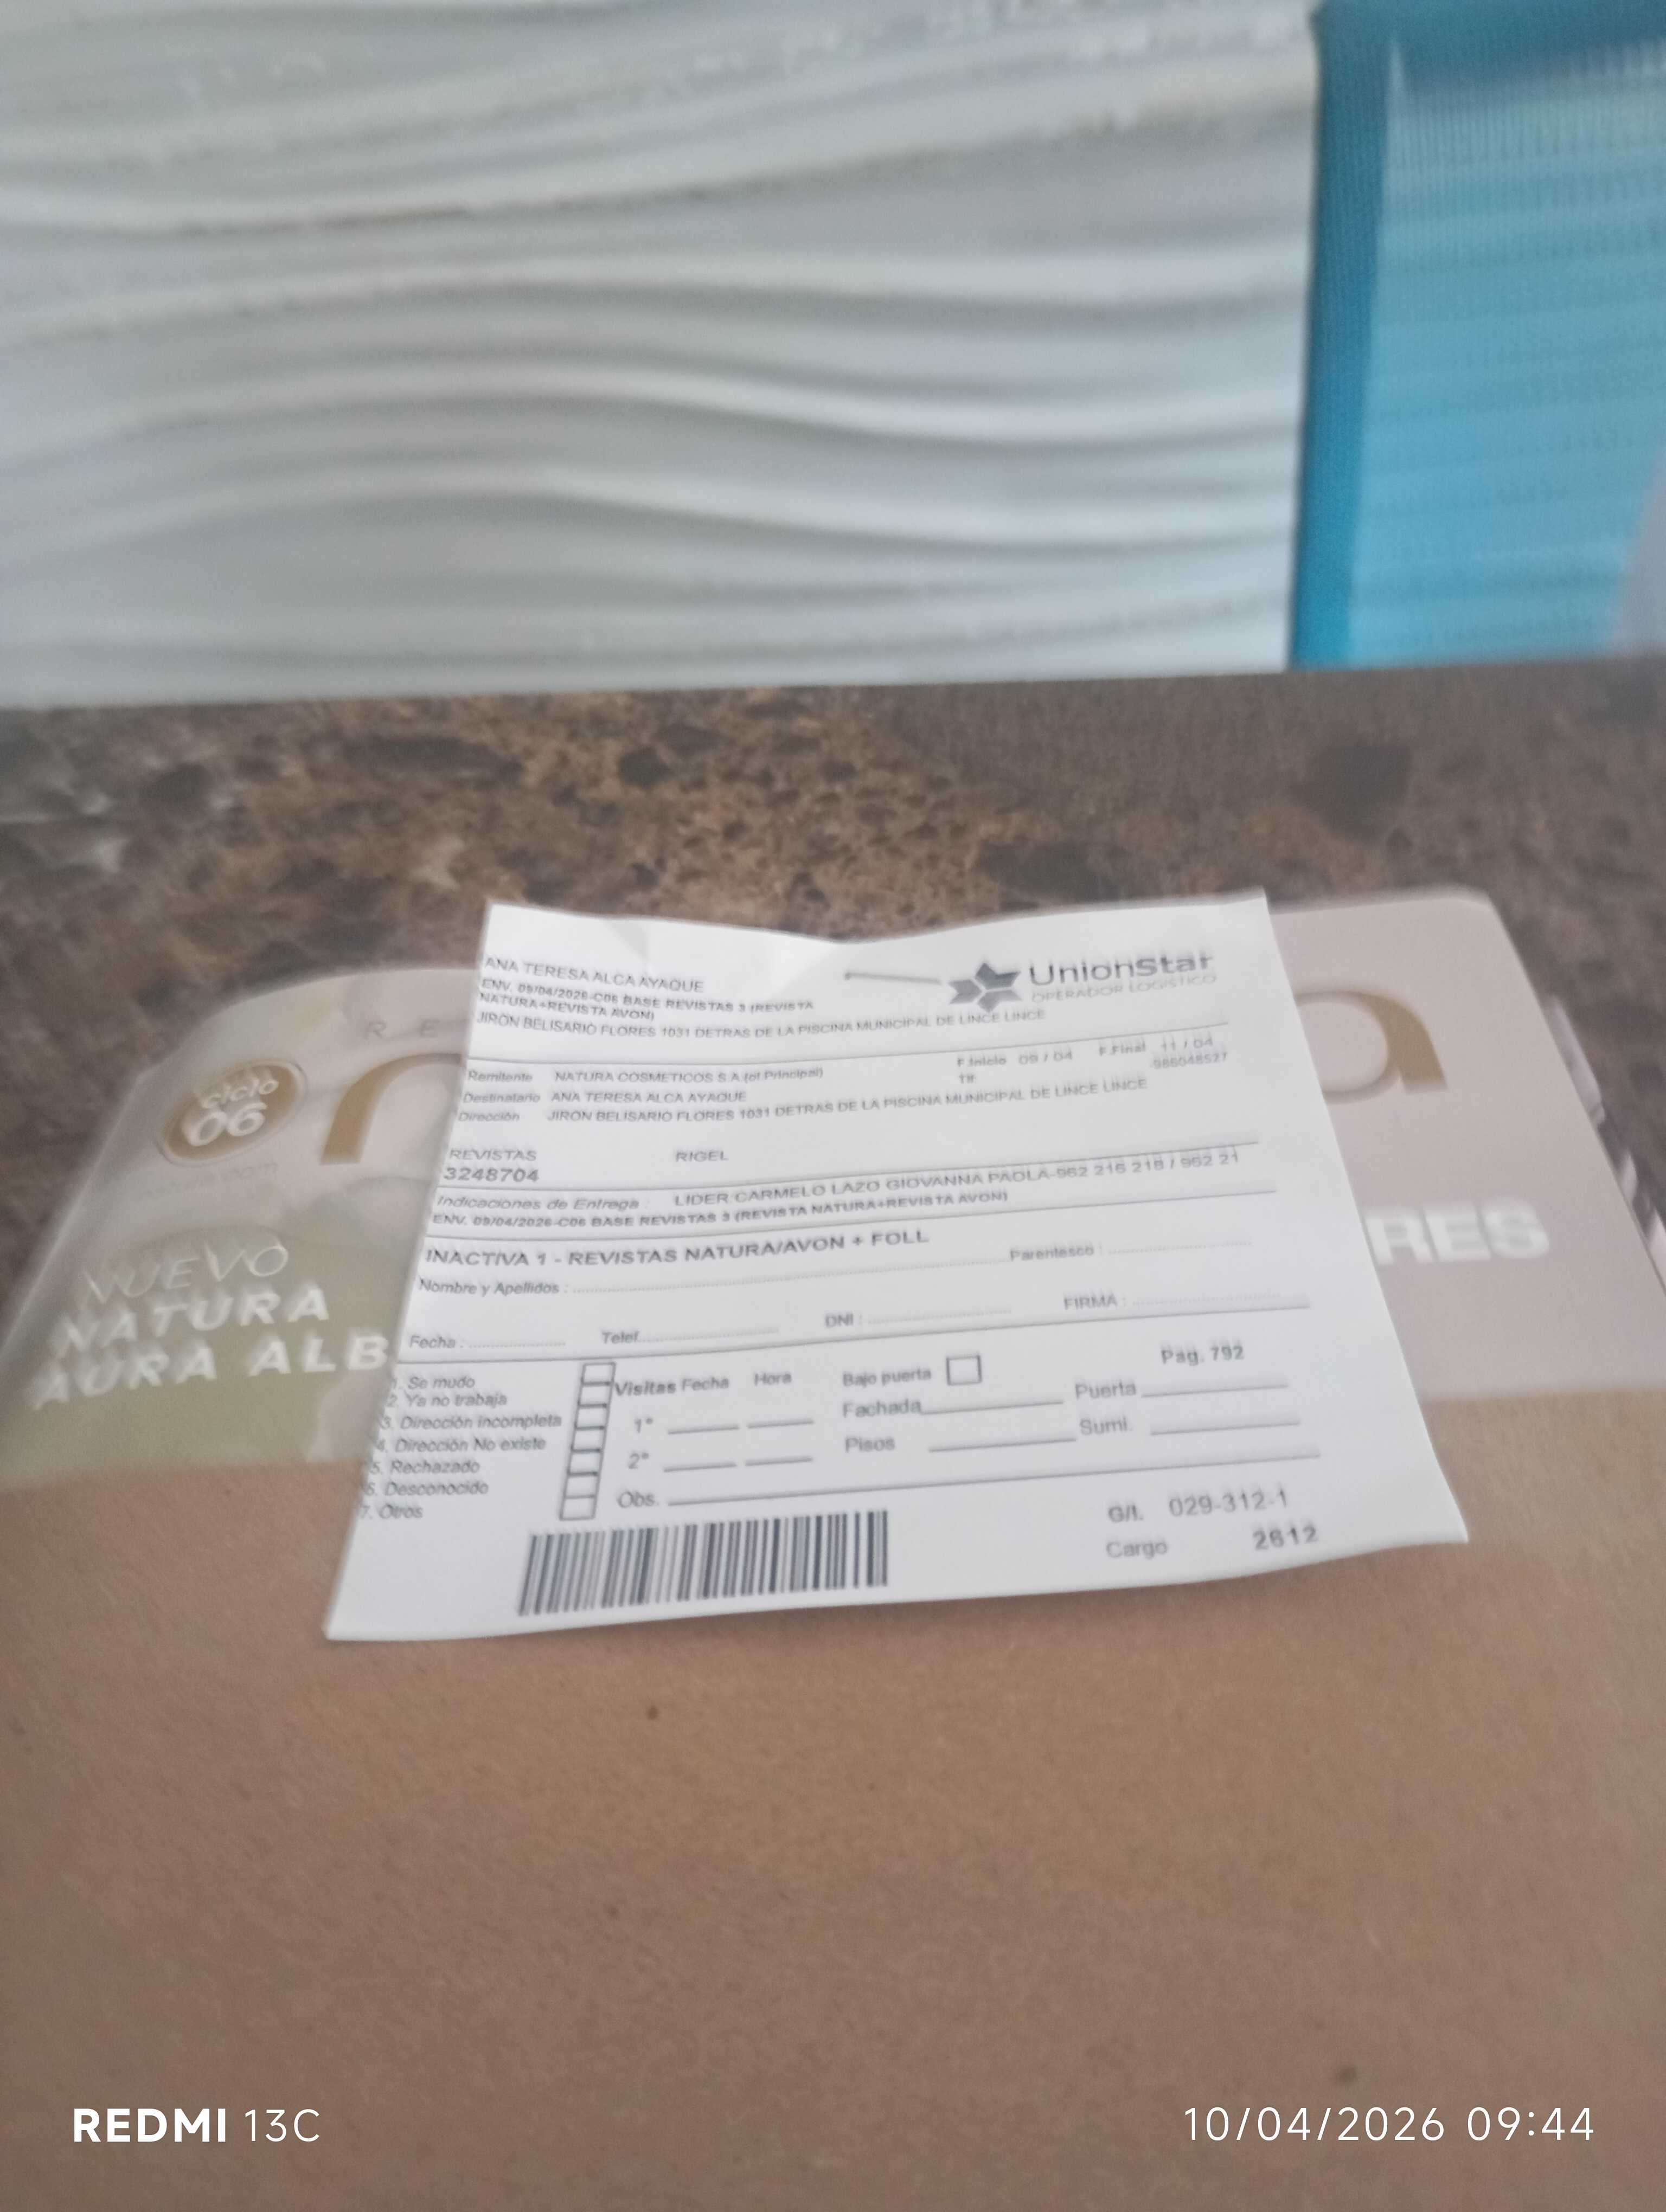 ANA TERESA ALCA AYAQUE
ENV. 09/04/2026-C06 BASE REVISTAS 3 (REVISTA
NATURA+REVISTA AVON)
JIRON BELISARIO FLORES 1031 DETRAS DE LA PISCINA MUNICIPAL DE LINCE LINCE
UnionStar
OPERADOR LOGISTICO
Remitente NATURA COSMETICOS S.A (of.Principal)
F.Inicio 09 / 04 F.Final 11 / 04
Tlf:
Destinatario ANA TERESA ALCA AYAQUE
Dirección JIRON BELISARIO FLORES 1031 DETRAS DE LA PISCINA MUNICIPAL DE LINCE LINCE
REVISTAS RIGEL
3248704
Indicaciones de Entrega : LIDER CARMELO LAZO GIOVANNA PAOLA-962 216 218 / 962 21
ENV. 09/04/2026-C06 BASE REVISTAS 3 (REVISTA NATURA+REVISTA AVON)
INACTIVA 1 - REVISTAS NATURA/AVON + FOLL
Nombre y Apellidos : Parentesco :
Fecha : Telef. DNI : FIRMA :
1. Se mudo
2. Ya no trabaja
3. Dirección incompleta
4. Dirección No existe
5. Rechazado
6. Desconocido
7. Otros
Visitas Fecha Hora
1°
2°
Obs.
Bajo puerta
Fachada
Pisos
Pag. 792
Puerta
Sumi.
G/I. 029-312-1
Cargo 2612
ciclo
06
NUEVO
NATURA
AURA ALB
a
RES
REDMI 13C
10/04/2026 09:44